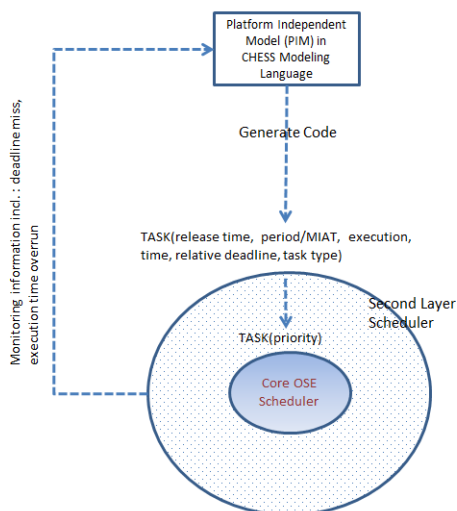 Platform Independent
Model (PIM) in
CHESS Modeling
Language
Generate Code
Monitoring information incl. : deadline miss,
execution time overrun
TASK(release time, period/MIAT, execution,
time, relative deadline, task type)
Second Layer
Scheduler
TASK(priority)
Core OSE
Scheduler